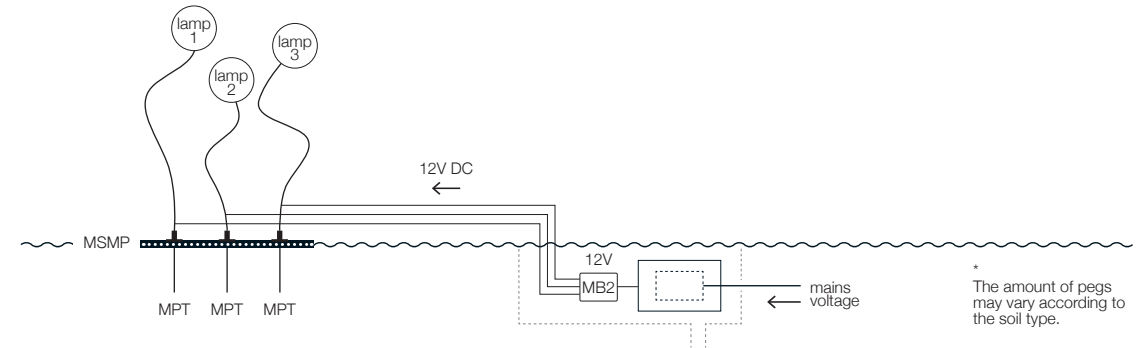 lamp
1
lamp
2
lamp
3
12V DC
MSMP
12V
MB2
mains
voltage
MPT MPT MPT
*
The amount of pegs
may vary according to
the soil type.